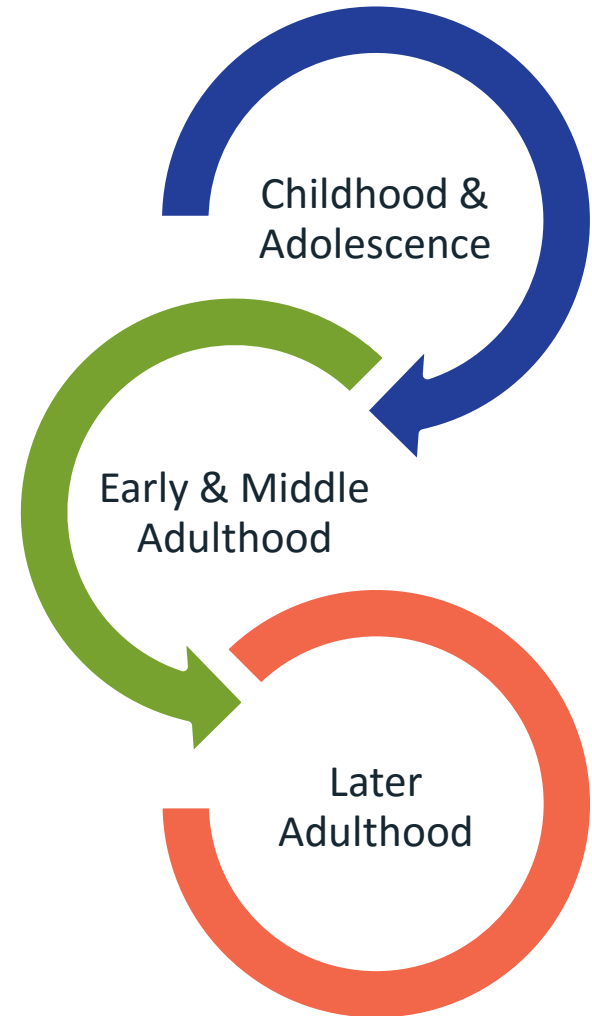 Childhood &
Adolescence
Early & Middle
Adulthood
Later
Adulthood